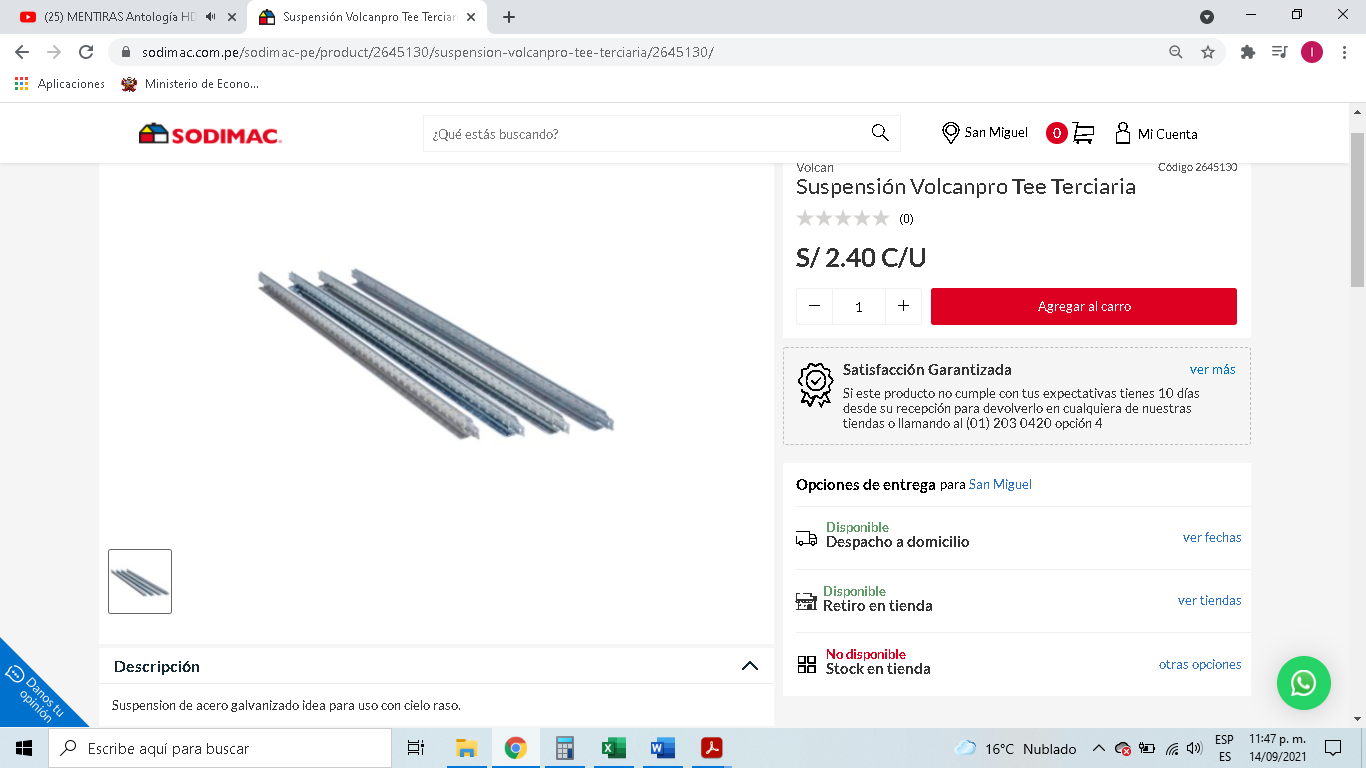 (25) MENTIRAS Antología HD
Suspensión Volcanpro Tee Terciar
sodimac.com.pe/sodimac-pe/product/2645130/suspension-volcanpro-tee-terciaria/2645130/
I
Aplicaciones
Ministerio de Econo...
SODIMAC
¿Qué estás buscando?
San Miguel
0
Mi Cuenta
Volcan
Código 2645130
Suspensión Volcanpro Tee Terciaria
(0)
S/ 2.40 C/U
1
Agregar al carro
Satisfacción Garantizada
ver más
Si este producto no cumple con tus expectativas tienes 10 días
desde su recepción para devolverlo en cualquiera de nuestras
tiendas o llamando al (01) 203 0420 opción 4
Opciones de entrega para San Miguel
Disponible
Despacho a domicilio
ver fechas
Disponible
Retiro en tienda
ver tiendas
No disponible
Stock en tienda
otras opciones
Descripción
Suspension de acero galvanizado idea para uso con cielo raso.
Danos tu
opinión
Escribe aquí para buscar
16°C Nublado
ESP
ES
11:47 p. m.
14/09/2021